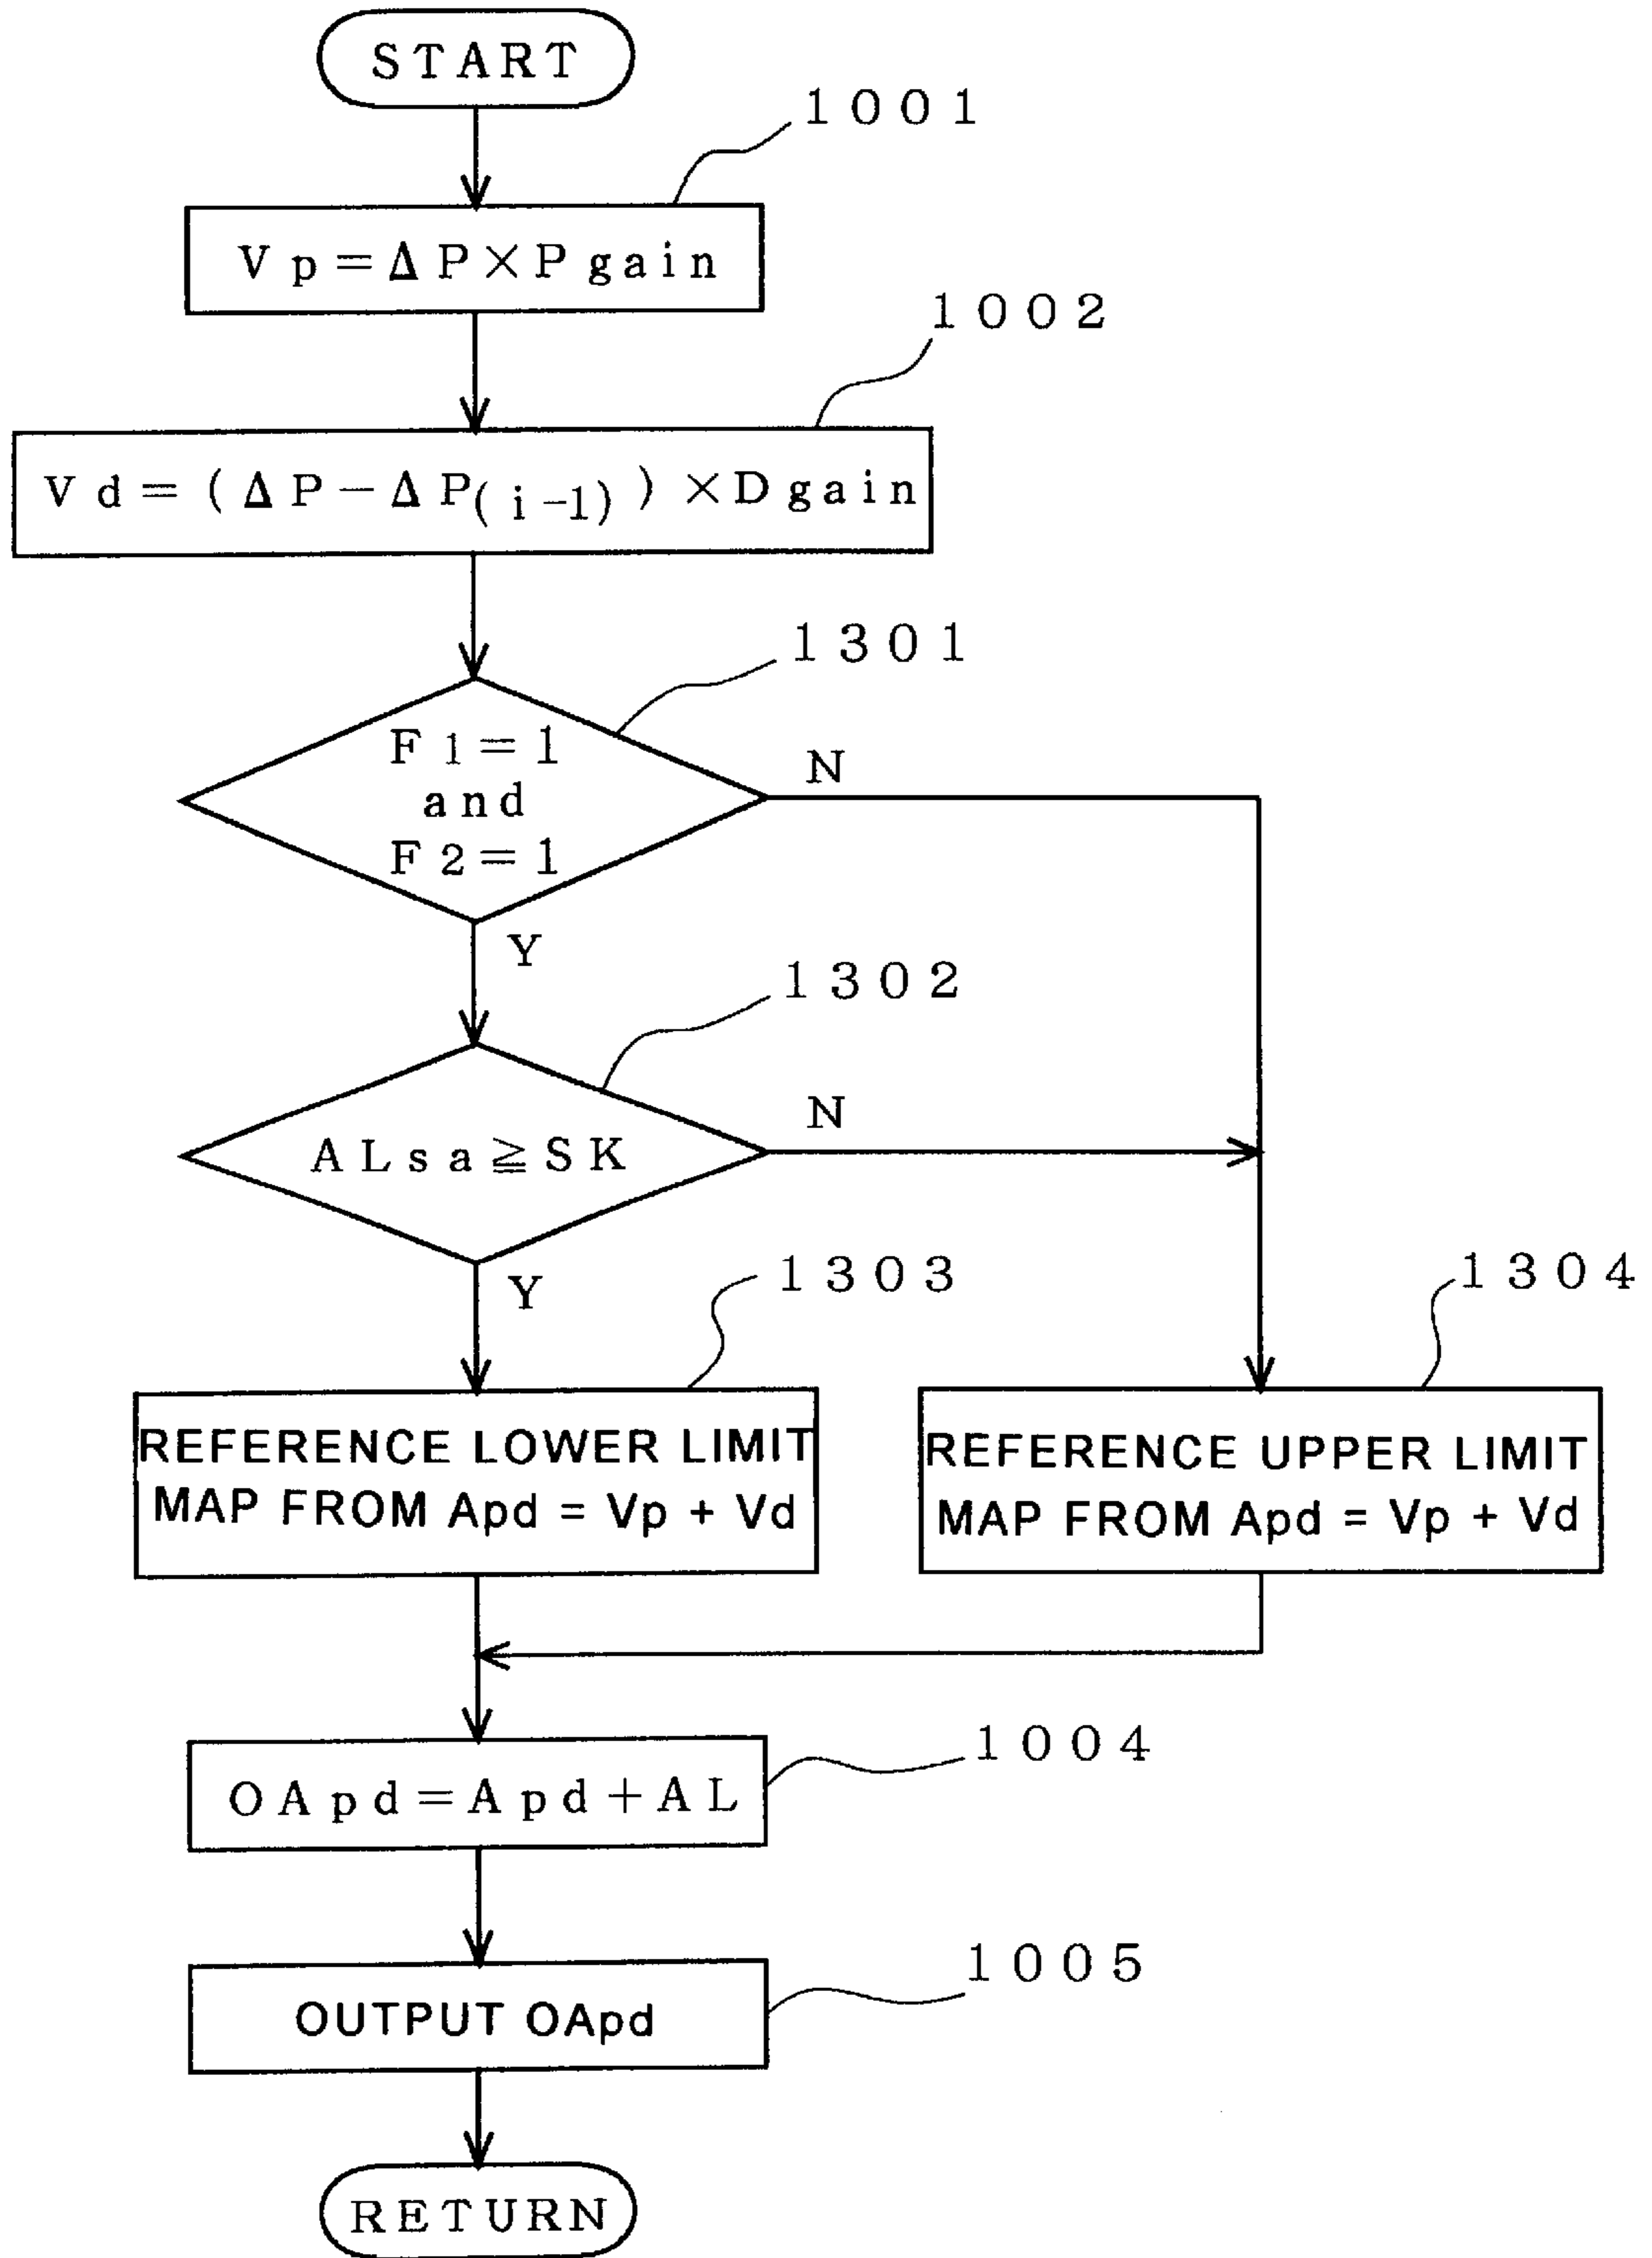 START
1001
Vp=ΔP×Pgain
1002
Vd=(ΔP-ΔP(i-1))×Dgain
1301
F1=1
and
F2=1
N
Y
1302
ALsa≧SK
N
Y
1303
1304
REFERENCE LOWER LIMIT
MAP FROM Apd = Vp + Vd
REFERENCE UPPER LIMIT
MAP FROM Apd = Vp + Vd
1004
OApd=Apd+AL
1005
OUTPUT OApd
RETURN